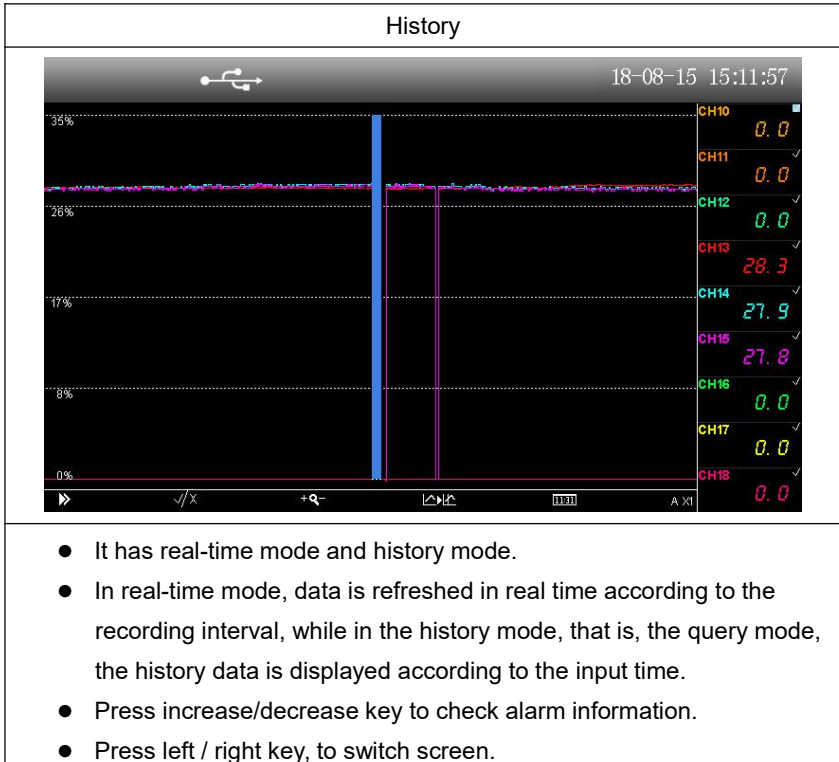 History
18-08-15 15:11:57
35%
26%
17%
8%
0%
CH10
0.0
CH11
0.0
CH12
0.0
CH13
28.3
CH14
27.9
CH15
27.8
CH16
0.0
CH17
0.0
CH18
0.0
√/X
+ -
11:11
A X1
● It has real-time mode and history mode.
● In real-time mode, data is refreshed in real time according to the
recording interval, while in the history mode, that is, the query mode,
the history data is displayed according to the input time.
● Press increase/decrease key to check alarm information.
● Press left / right key, to switch screen.